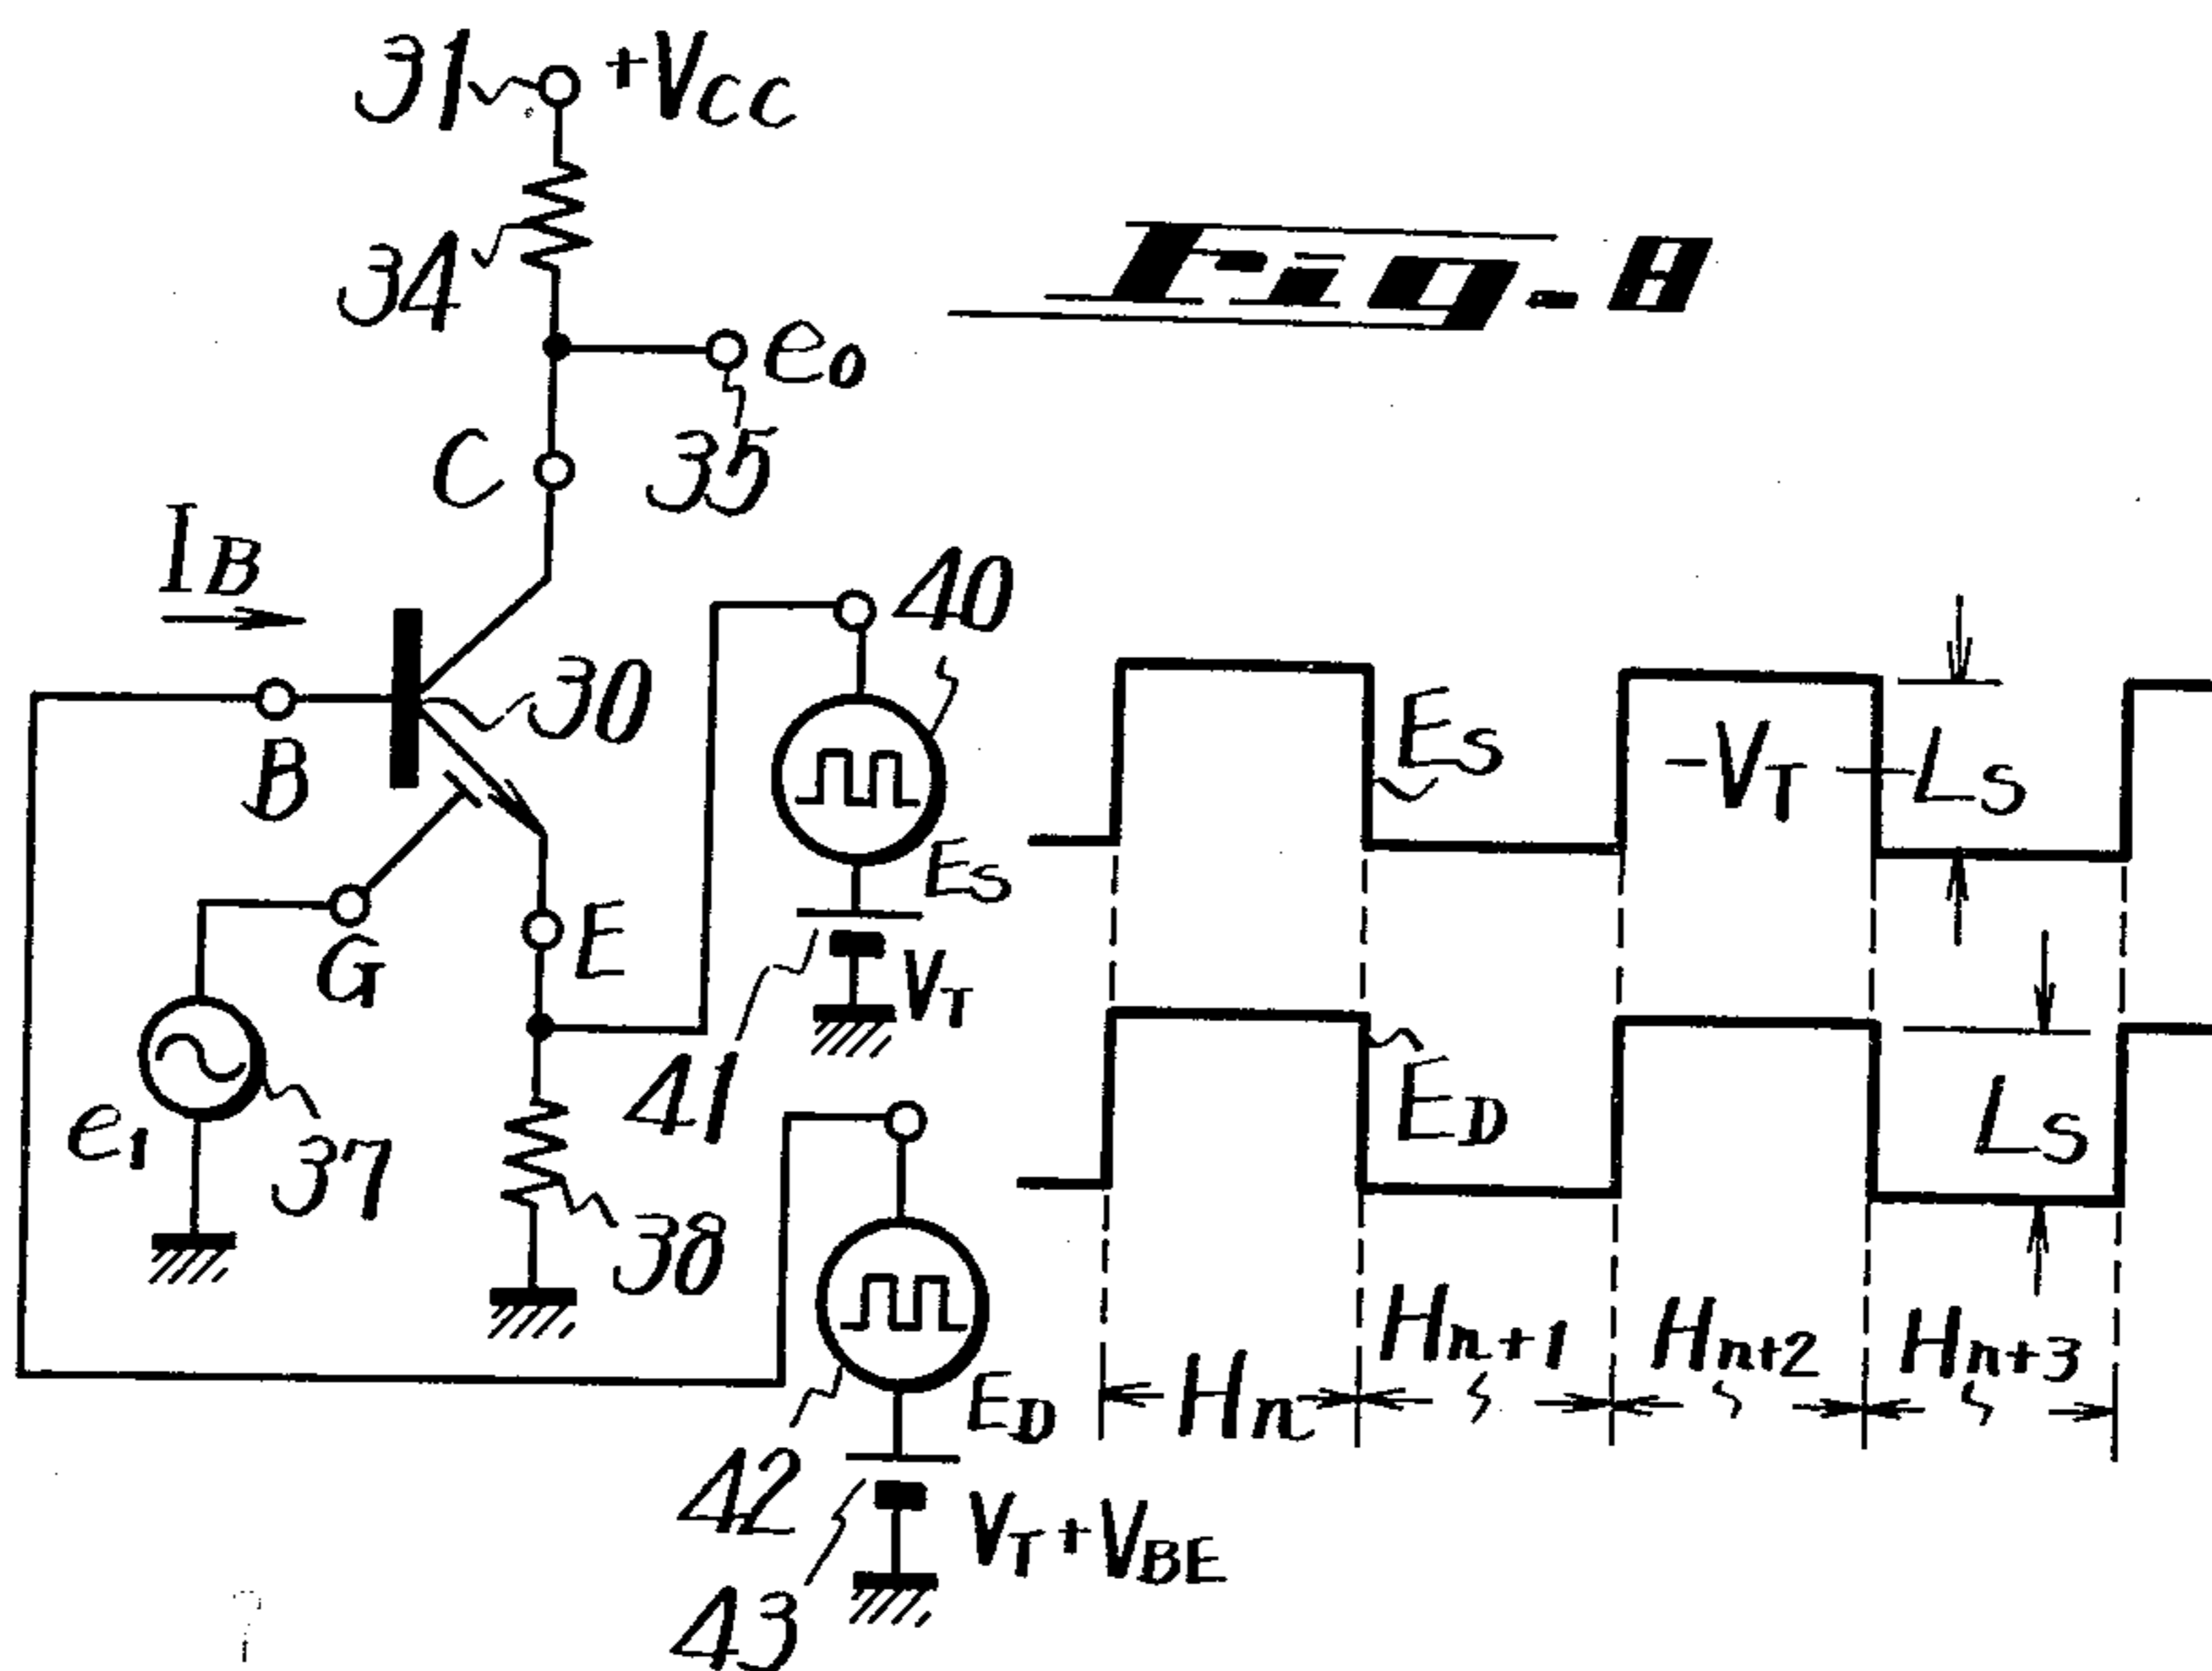 31
+VCC
34
Fig-8
eo
35
C
IB
40
30
B
ES
-VT
LS
ES
G
E
VT
41
ED
LS
e1
37
38
Hn
Hn+1
Hn+2
Hn+3
ED
42
VT+VBE
43